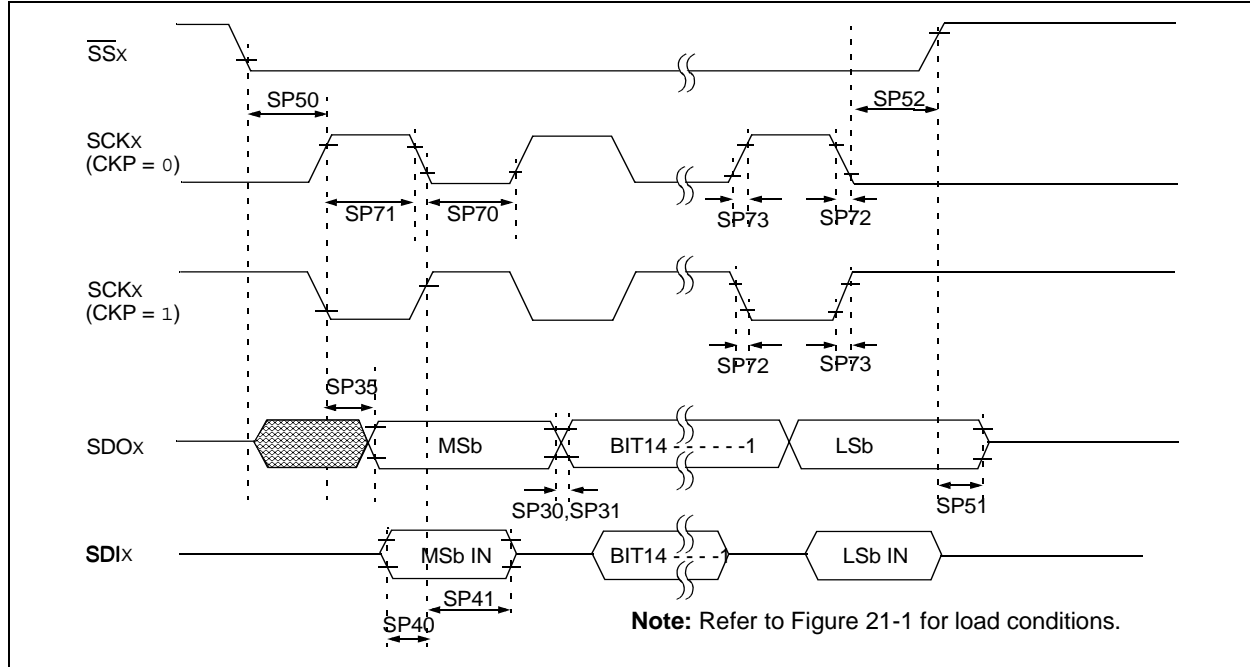 SSX
SP50
SP52
SCKX
(CKP = 0)
SP71
SP70
SP73
SP72
SCKX
(CKP = 1)
SP72
SP73
SP35
SDOX
MSb
BIT14 - - - - - -1
LSb
SP30,SP31
SP51
SDIX
MSb IN
BIT14 - - - - -1
LSb IN
SP41
SP40
Note: Refer to Figure 21-1 for load conditions.